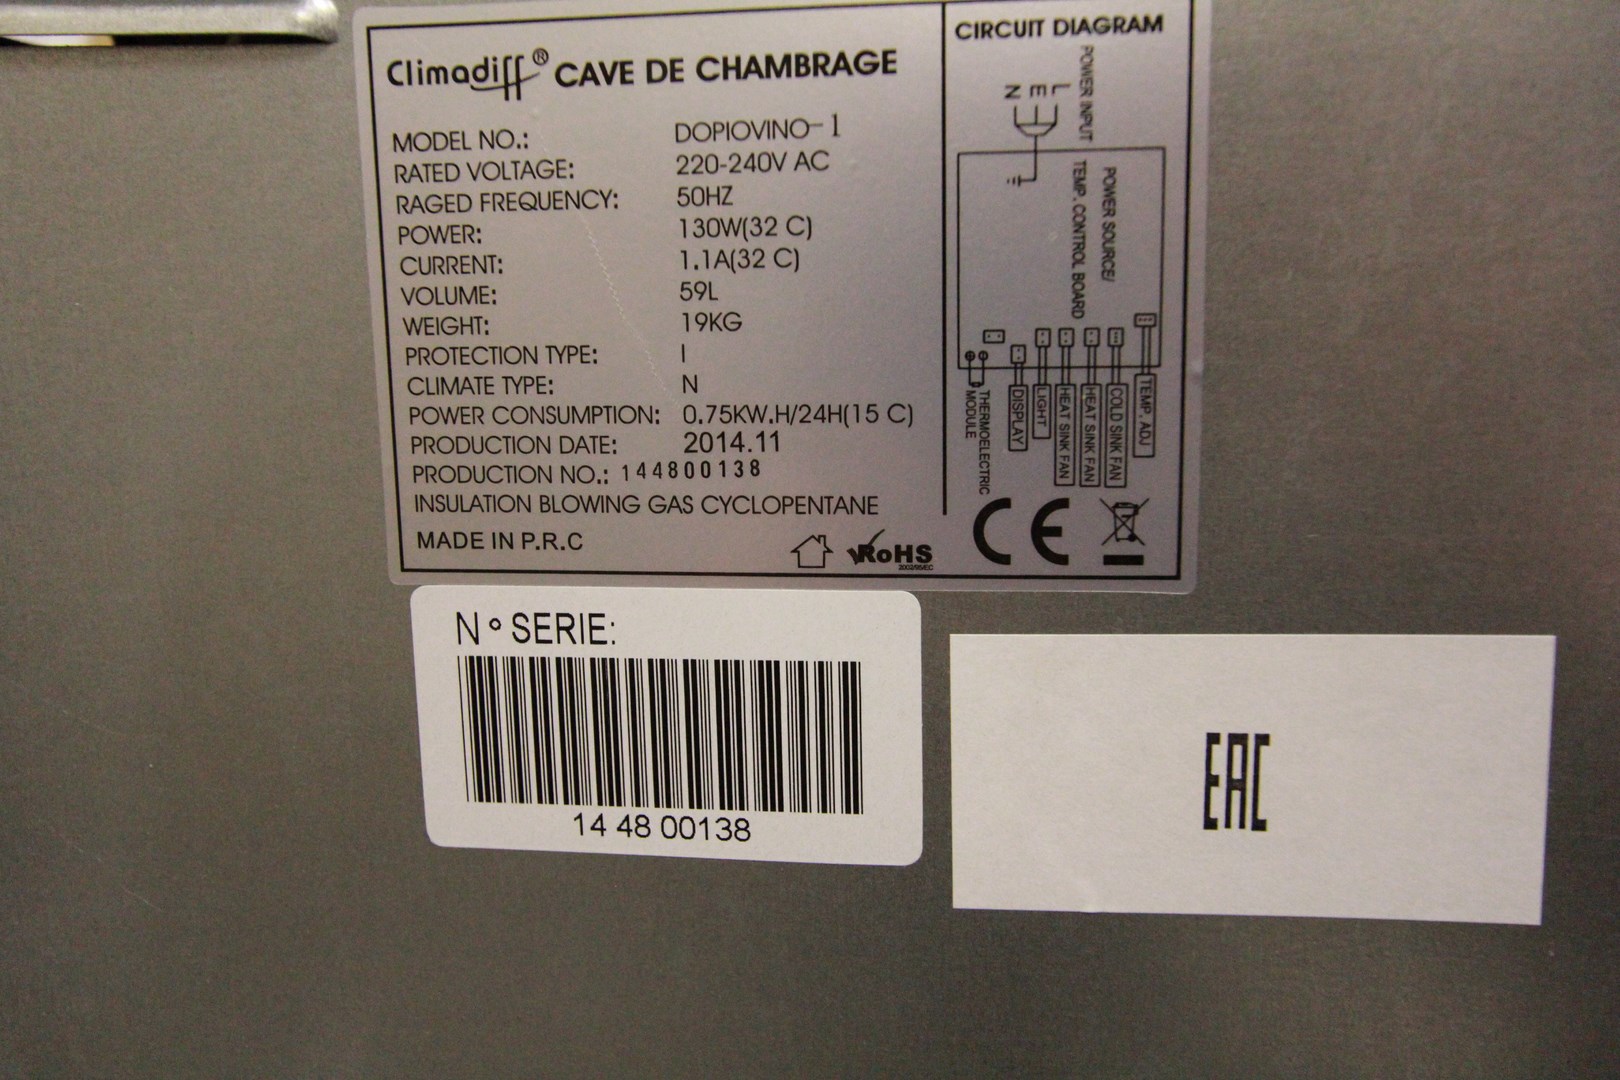 Climadiff® CAVE DE CHAMBRAGE
MODEL NO.: DOPIOVINO-1
RATED VOLTAGE: 220-240V AC
RAGED FREQUENCY: 50HZ
POWER: 130W(32 C)
CURRENT: 1.1A(32 C)
VOLUME: 59L
WEIGHT: 19KG
PROTECTION TYPE: I
CLIMATE TYPE: N
POWER CONSUMPTION: 0.75KW.H/24H(15 C)
PRODUCTION DATE: 2014.11
PRODUCTION NO.: 144800138
INSULATION BLOWING GAS CYCLOPENTANE
MADE IN P.R.C
RoHS
2002/95/EC
CIRCUIT DIAGRAM
POWER INPUT
L
E
N
POWER SOURCE/
TEMP. CONTROL BOARD
TEMP. ADJ
COLD SINK FAN
HEAT SINK FAN
HEAT SINK FAN
LIGHT
DISPLAY
THERMOELECTRIC
MODULE
CE
N° SERIE:
14 48 00138
EAC